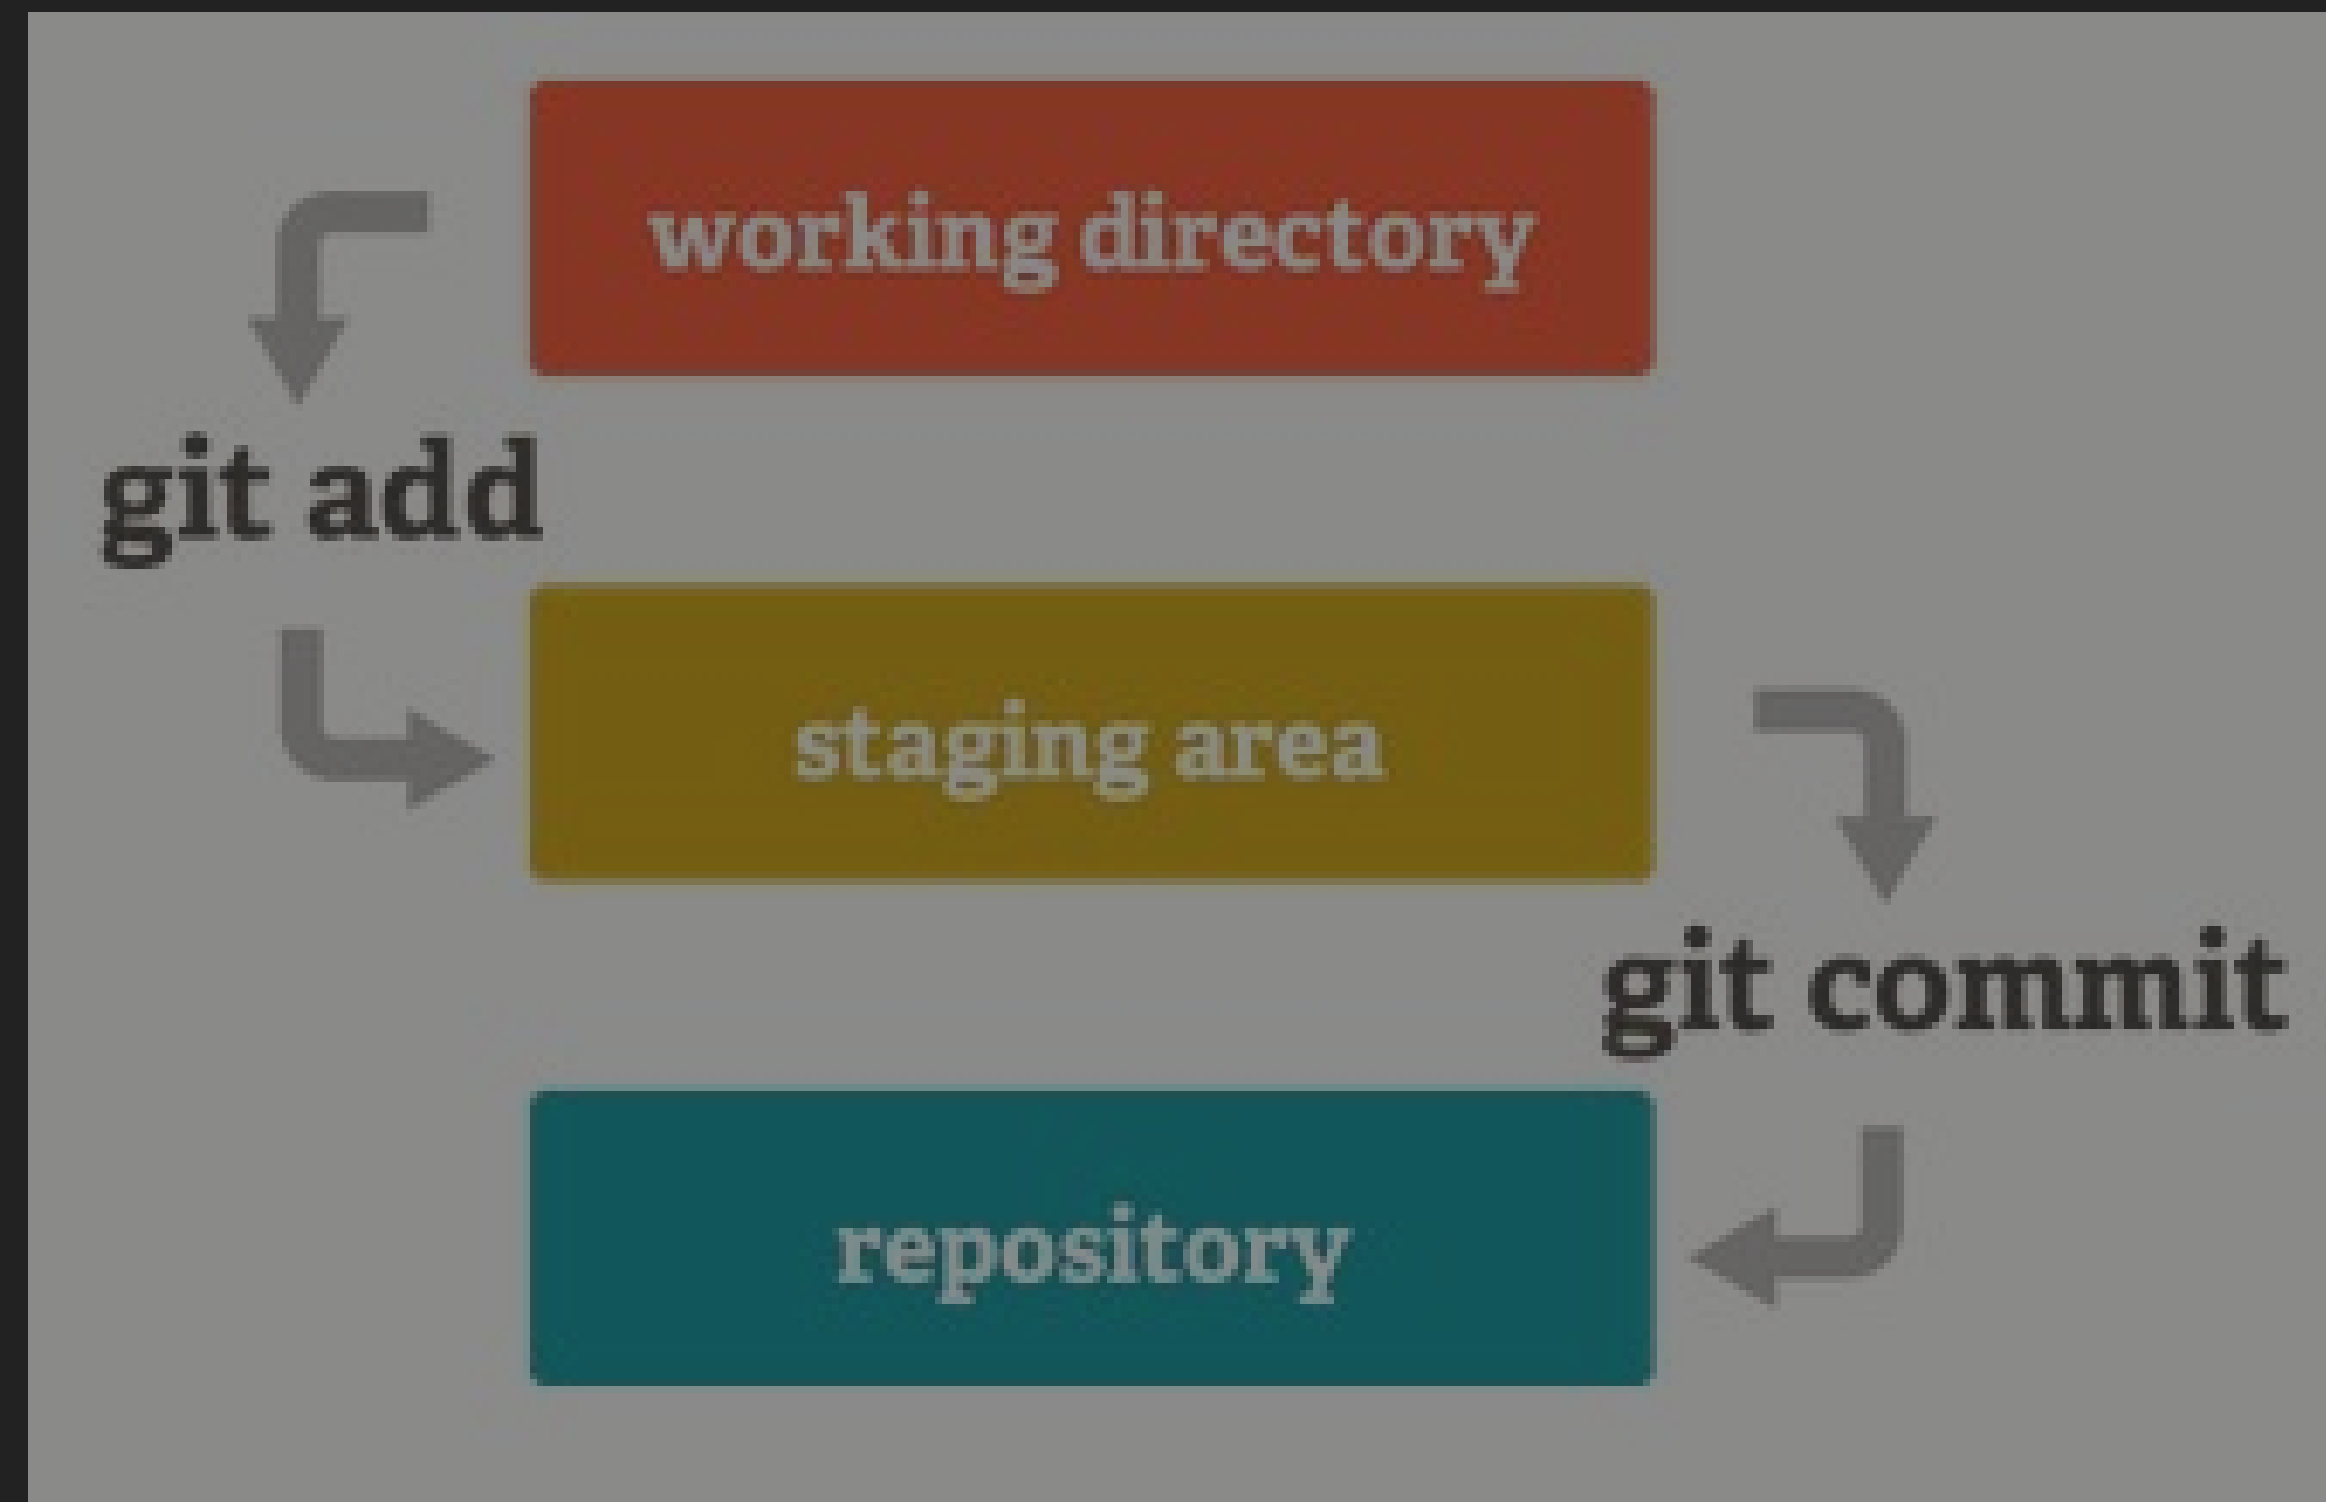 working directory
git add
staging area
git commit
repository